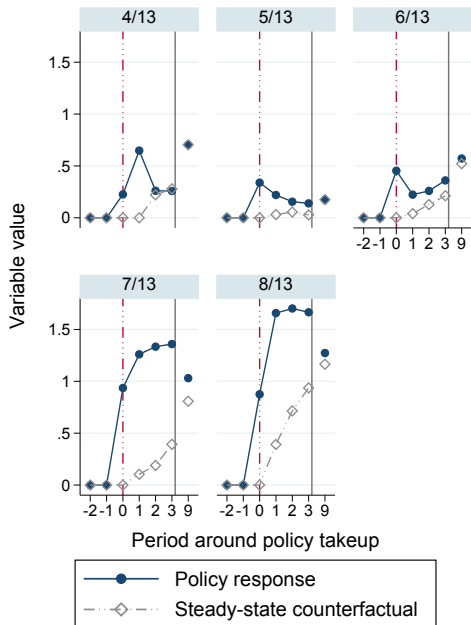 4/13 5/13 6/13
1.5
1
.5
0
-2 -1 0 1 2 3 9
7/13 8/13
1.5
1
.5
0
-2 -1 0 1 2 3 9 -2 -1 0 1 2 3 9
Variable value
Period around policy takeup
Policy response
Steady-state counterfactual